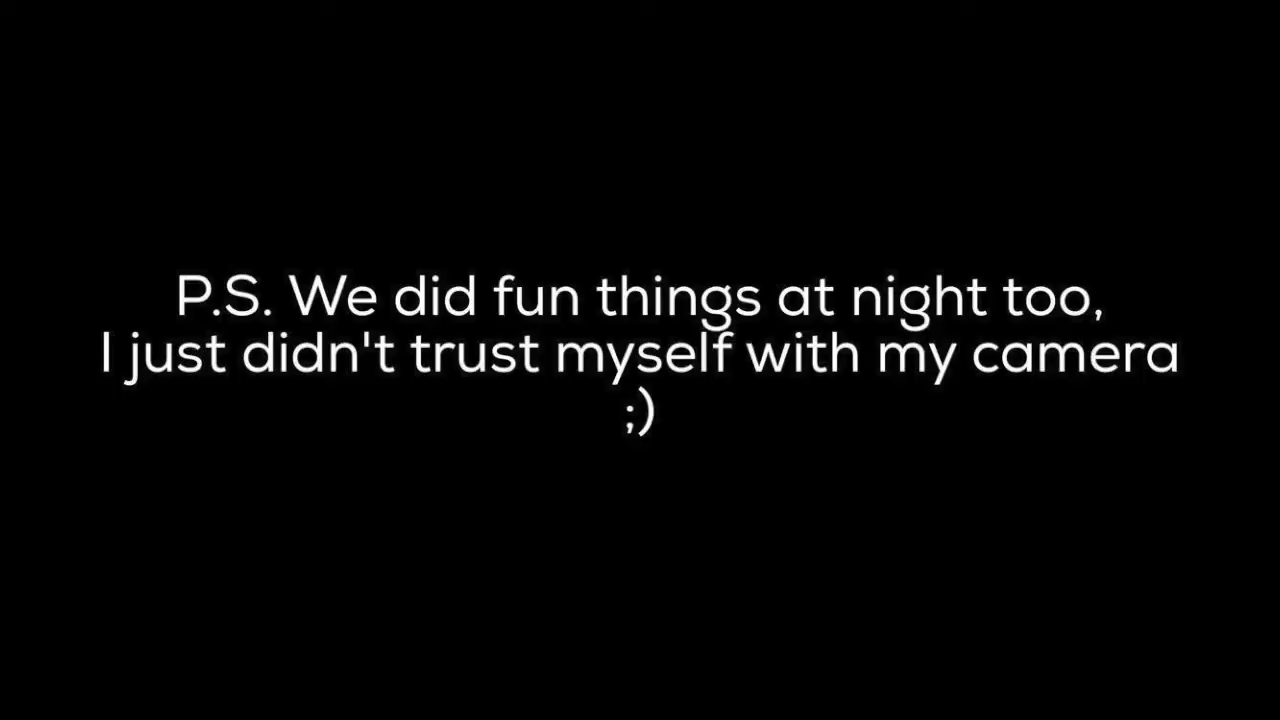 P.S. We did fun things at night too,
I just didn't trust myself with my camera
;)